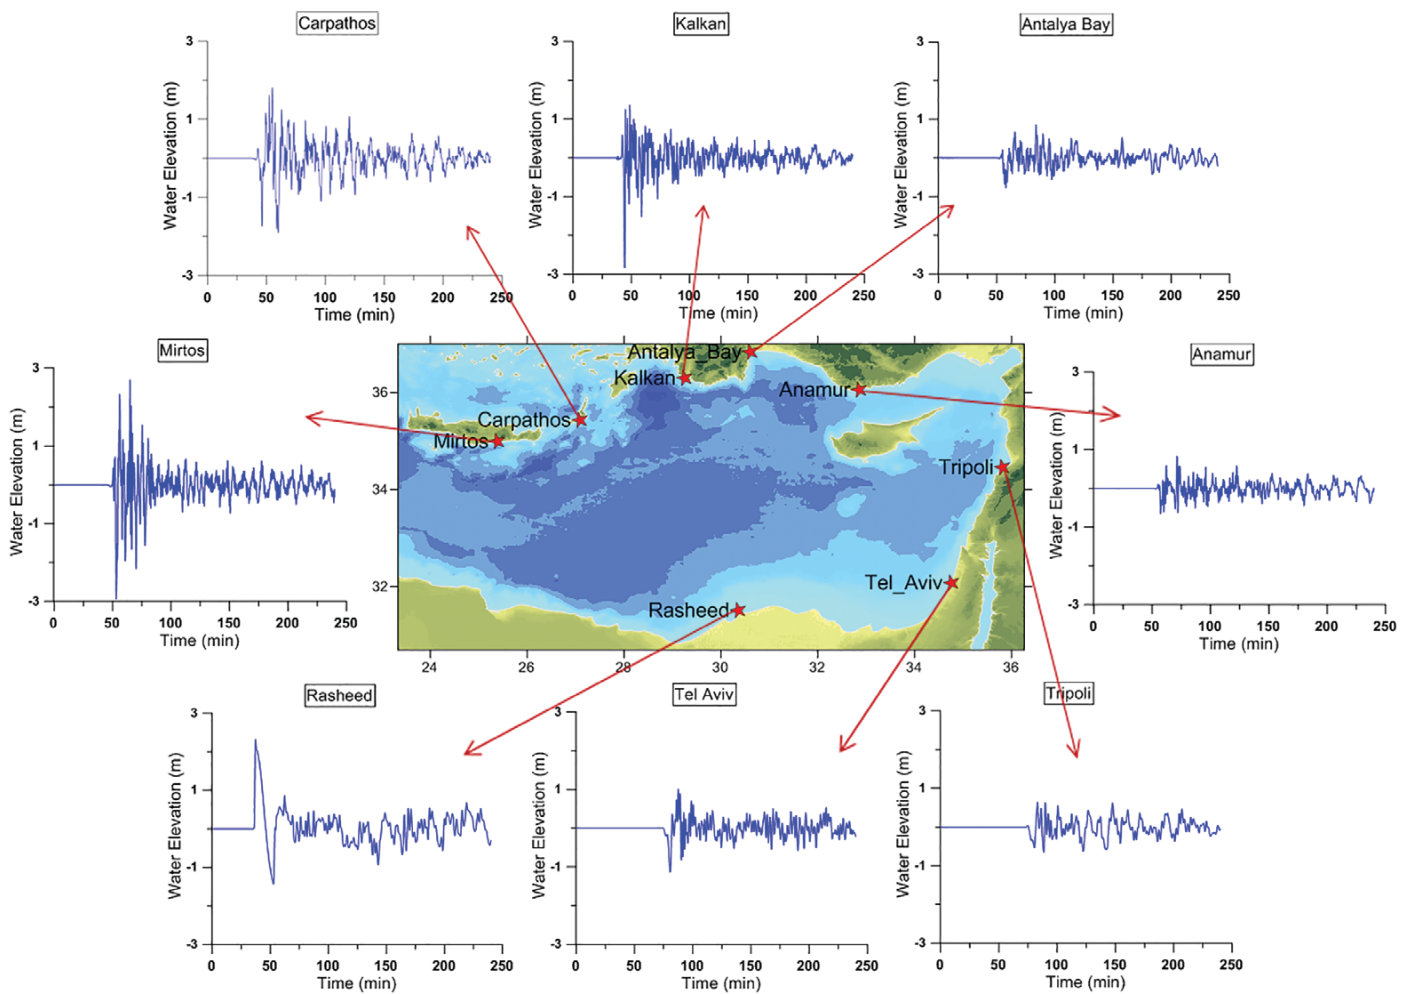 Carpathos
3
1
-1
-3
Water Elevation (m)
0 50 100 150 200 250
Time (min)
Kalkan
3
1
-1
-3
Water Elevation (m)
0 50 100 150 200 250
Time (min)
Antalya Bay
3
1
-1
-3
Water Elevation (m)
0 50 100 150 200 250
Time (min)
Mirtos
3
1
-1
-3
Water Elevation (m)
0 50 100 150 200 250
Time (min)
36
34
32
24 26 28 30 32 34 36
Antalya_Bay
Kalkan
Anamur
Carpathos
Mirtos
Tripoli
Tel_Aviv
Rasheed
Anamur
3
1
-1
-3
Water Elevation (m)
0 50 100 150 200 250
Time (min)
Rasheed
3
1
-1
-3
Water Elevation (m)
0 50 100 150 200 250
Time (min)
Tel Aviv
3
1
-1
-3
Water Elevation (m)
0 50 100 150 200 250
Time (min)
Tripoli
3
1
-1
-3
Water Elevation (m)
0 50 100 150 200 250
Time (min)